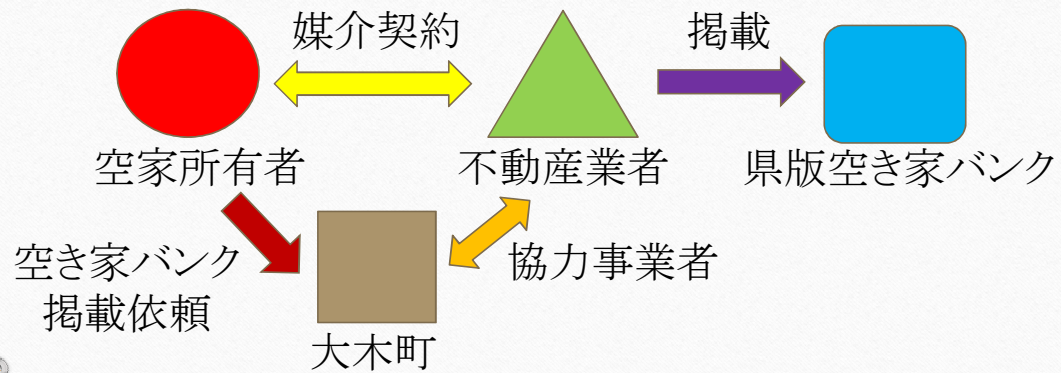 媒介契約
掲載
空家所有者
不動産業者
県版空き家バンク
空き家バンク
掲載依頼
協力事業者
大木町